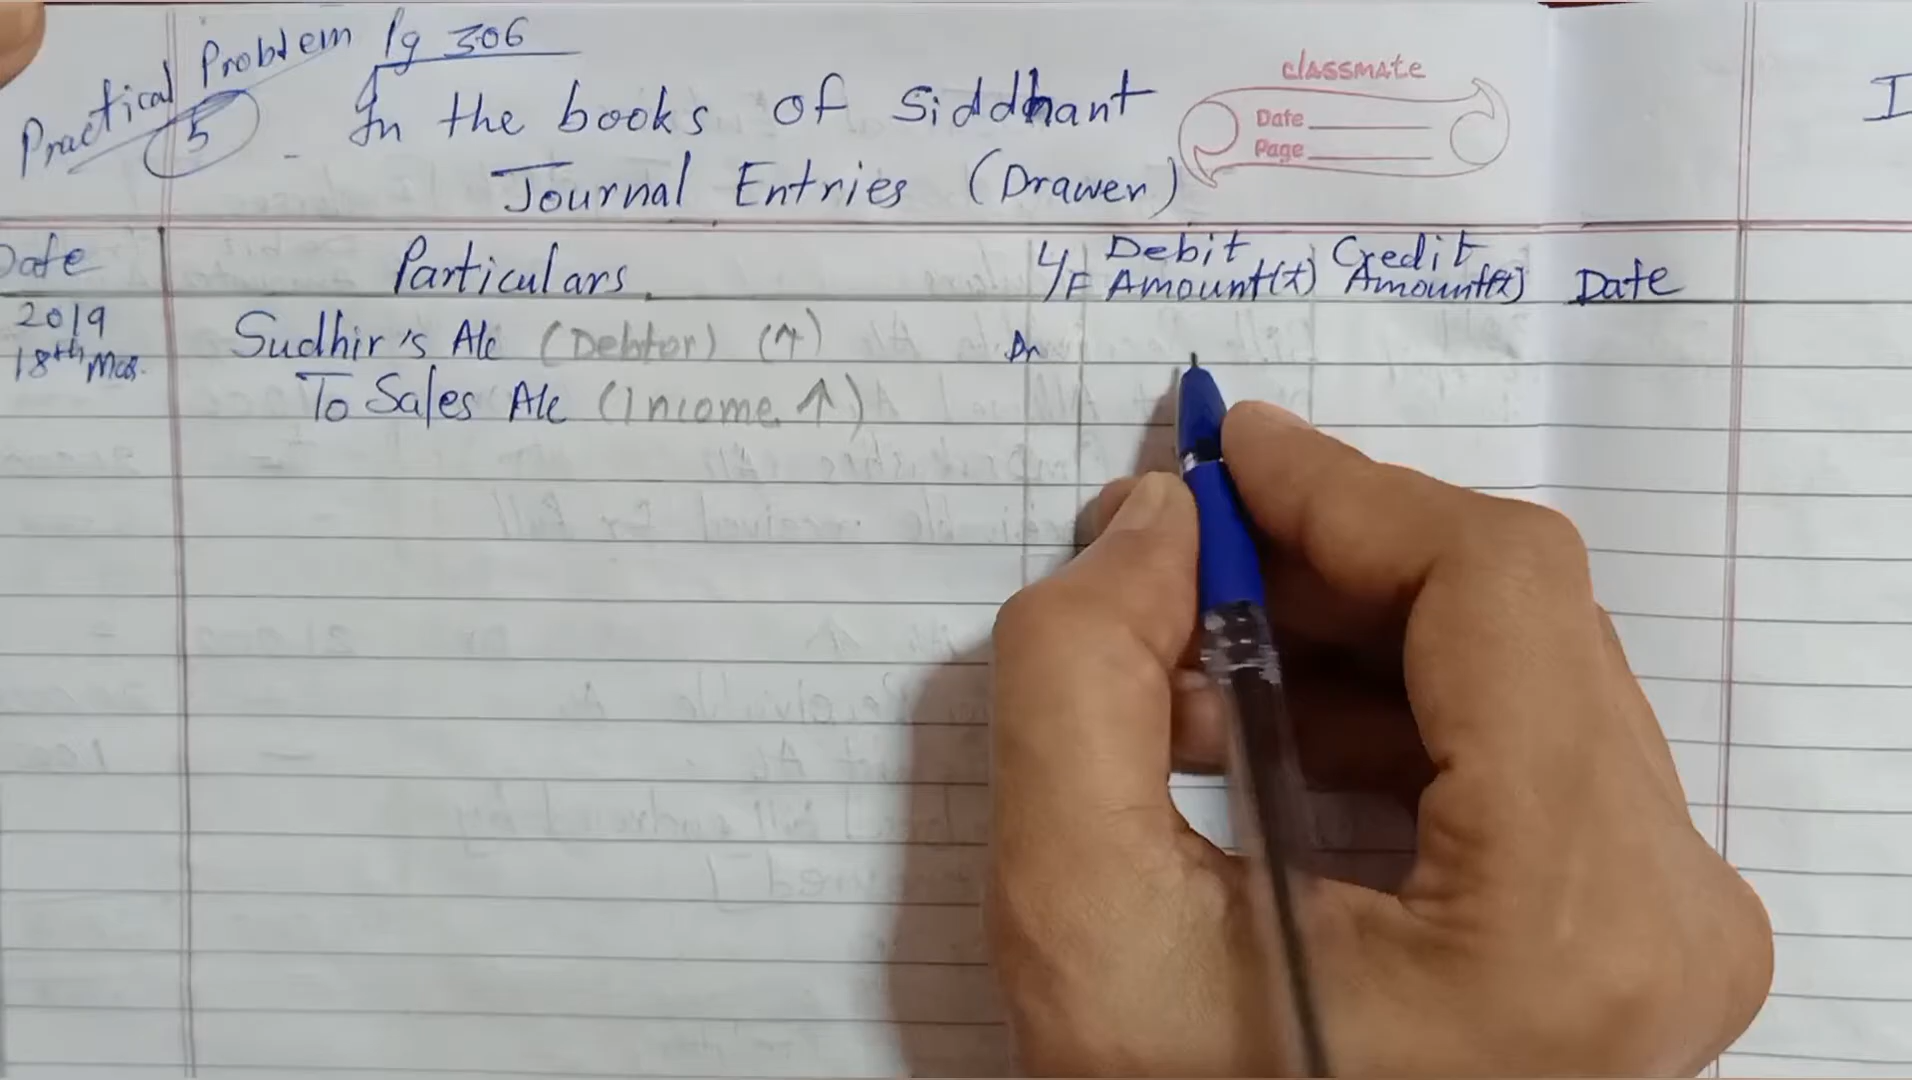 Practical Problem Pg 306
5
In the books of Siddhant
Journal Entries (Drawer)
classmate
Date
Page
I
Date Particulars L/F Debit Amount(₹) Credit Amount(₹) Date
2019
18th Mar. Sudhir's A/c (Debtor) (↑) Dr
To Sales A/c (Income ↑)